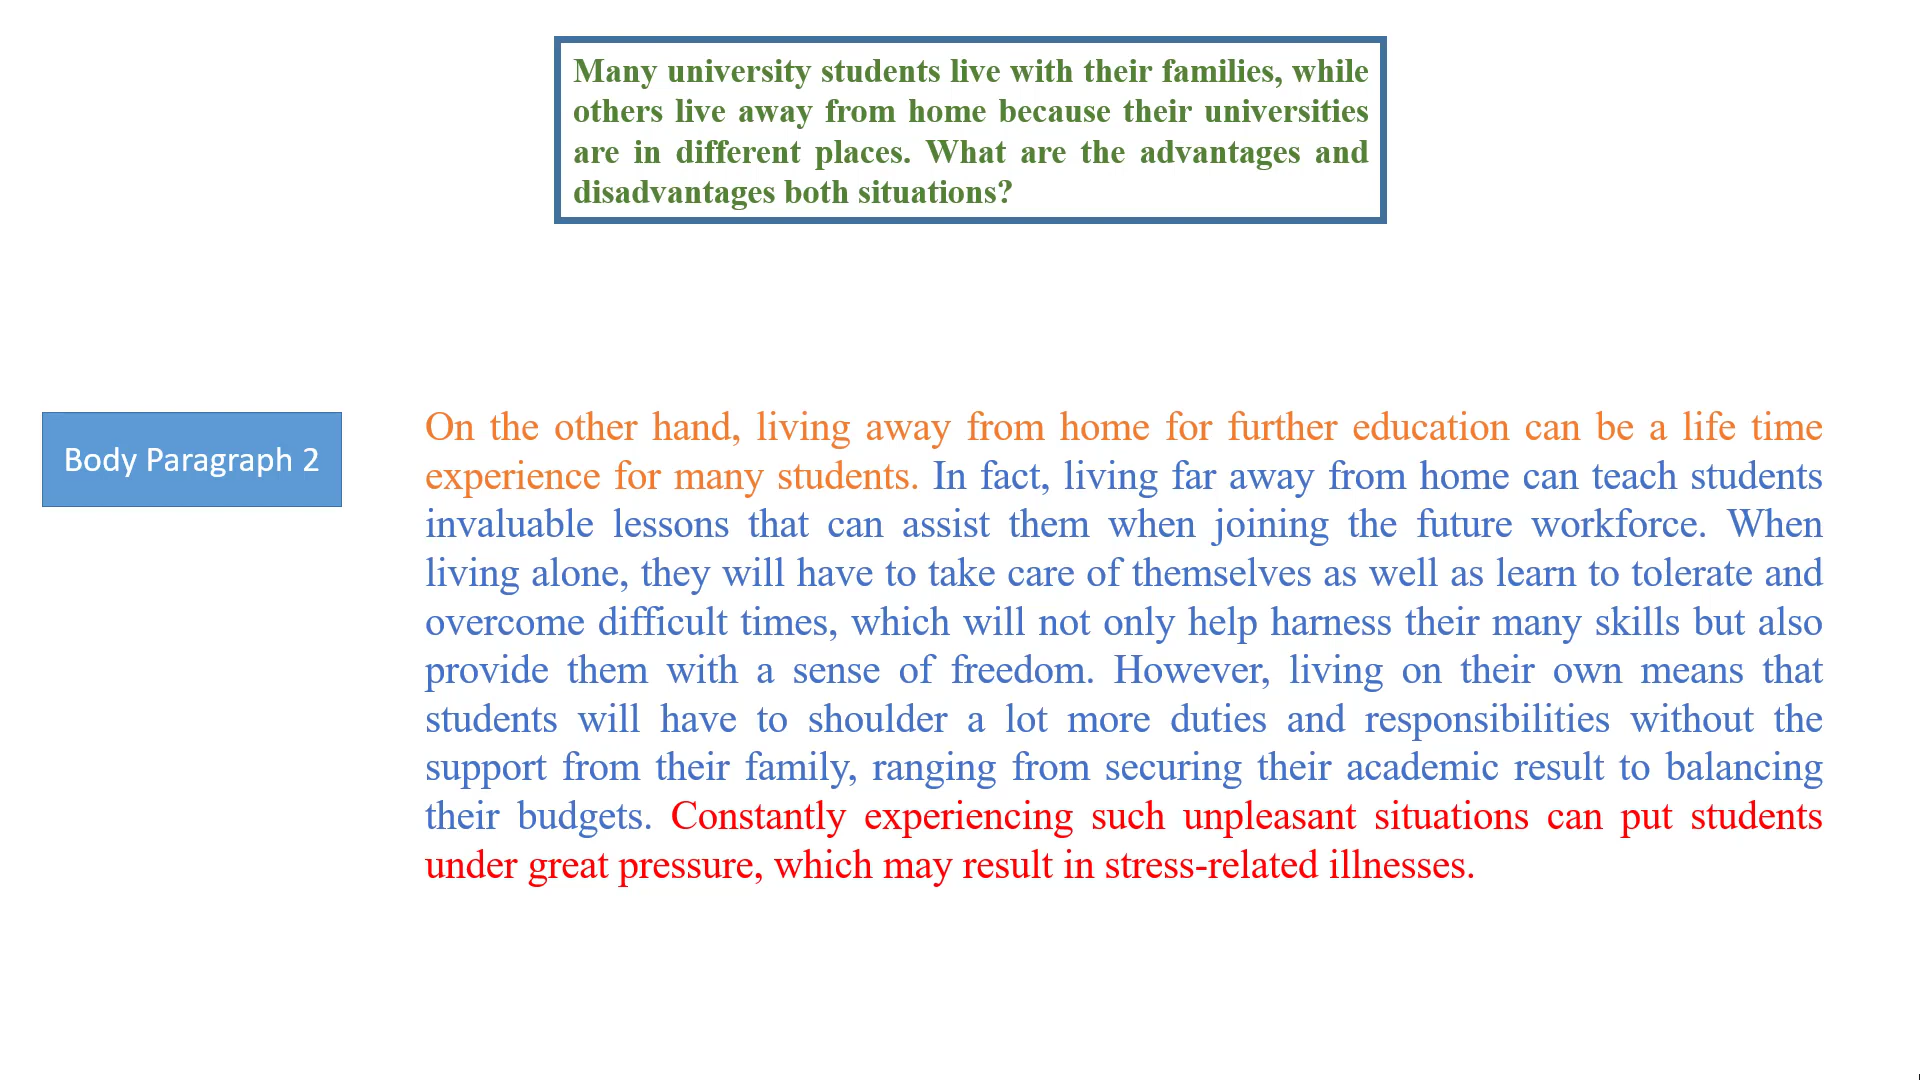 Many university students live with their families, while
others live away from home because their universities
are in different places. What are the advantages and
disadvantages both situations?
Body Paragraph 2
On the other hand, living away from home for further education can be a life time
experience for many students. In fact, living far away from home can teach students
invaluable lessons that can assist them when joining the future workforce. When
living alone, they will have to take care of themselves as well as learn to tolerate and
overcome difficult times, which will not only help harness their many skills but also
provide them with a sense of freedom. However, living on their own means that
students will have to shoulder a lot more duties and responsibilities without the
support from their family, ranging from securing their academic result to balancing
their budgets. Constantly experiencing such unpleasant situations can put students
under great pressure, which may result in stress-related illnesses.